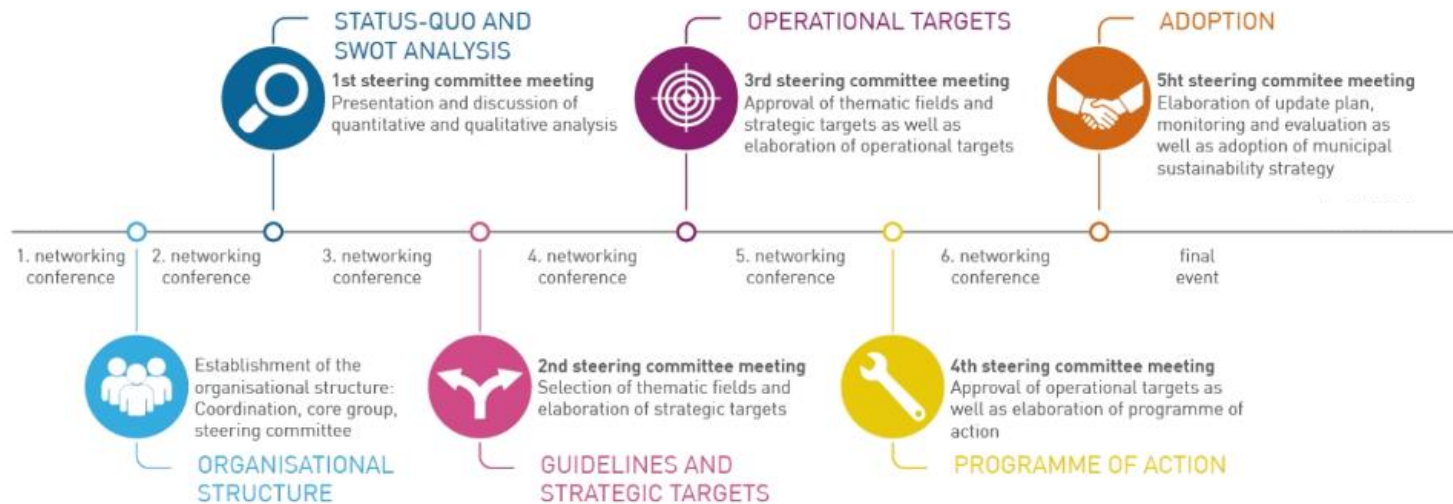 STATUS-QUO AND
SWOT ANALYSIS
1st steering committee meeting
Presentation and discussion of
quantitative and qualitative analysis
OPERATIONAL TARGETS
3rd steering committee meeting
Approval of thematic fields and
strategic targets as well as
elaboration of operational targets
ADOPTION
5ht steering commitee meeting
Elaboration of update plan,
monitoring and evaluation as
well as adoption of municipal
sustainability strategy
1. networking
conference
2. networking
conference
3. networking
conference
4. networking
conference
5. networking
conference
6. networking
conference
final
event
Establishment of the
organisational structure:
Coordination, core group,
steering committee
ORGANISATIONAL
STRUCTURE
2nd steering committee meeting
Selection of thematic fields and
elaboration of strategic targets
GUIDELINES AND
STRATEGIC TARGETS
4th steering committee meeting
Approval of operational targets as
well as elaboration of programme of
action
PROGRAMME OF ACTION